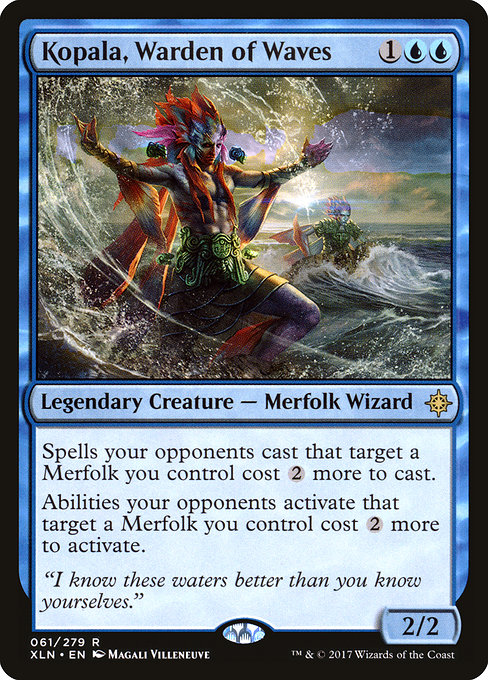 Kopala, Warden of Waves 1
Legendary Creature — Merfolk Wizard
Spells your opponents cast that target a
Merfolk you control cost 2 more to cast.
Abilities your opponents activate that
target a Merfolk you control cost 2 more
to activate.
"I know these waters better than you know
yourselves."
2/2
061/279 R
XLN • EN Magali Villeneuve
™ & © 2017 Wizards of the Coast